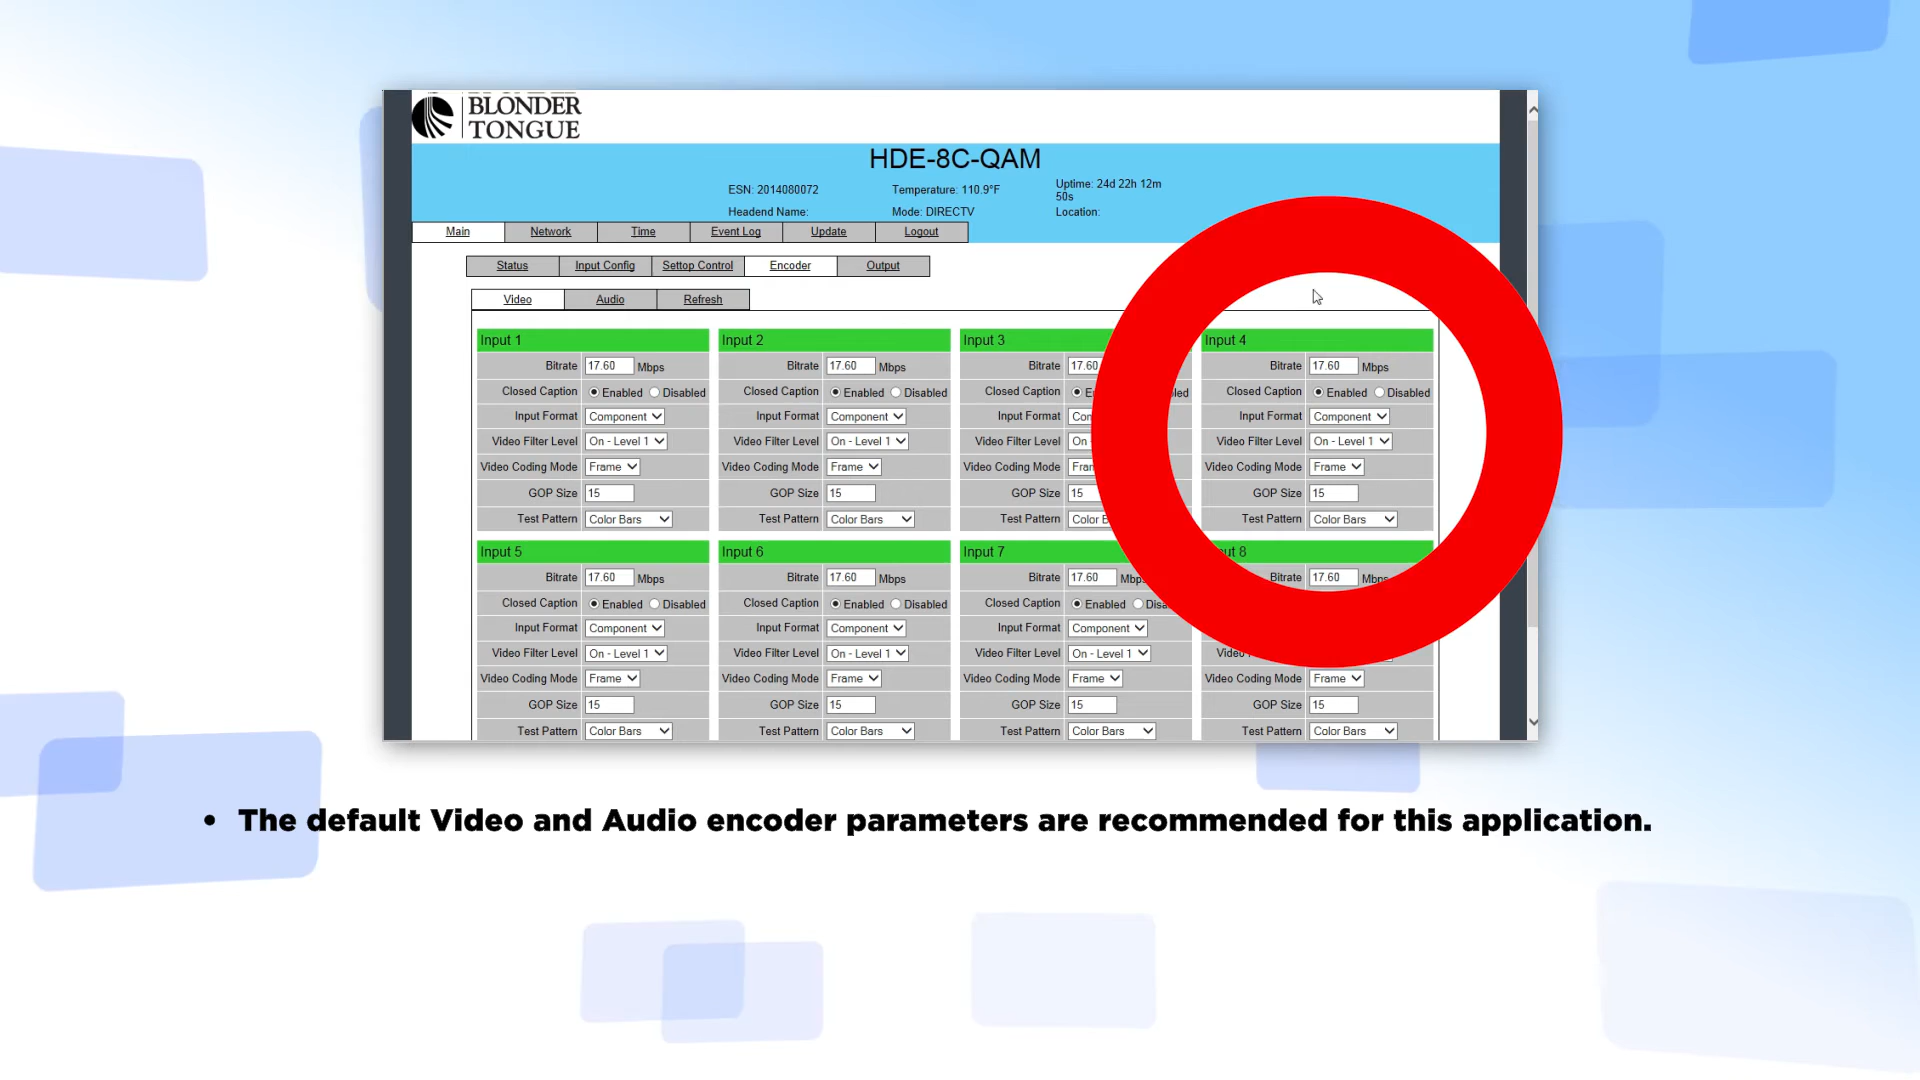 BLONDER
TONGUE
HDE-8C-QAM
ESN: 2014080072 Temperature: 110.9°F Uptime: 24d 22h 12m
50s
Headend Name: Mode: DIRECTV Location:
Main Network Time Event Log Update Logout
Status Input Config Settop Control Encoder Output
Video Audio Refresh
Input 1 Input 2 Input 3 Input 4
Bitrate 17.60 Mbps Bitrate 17.60 Mbps Bitrate 17.60 Bitrate 17.60 Mbps
Closed Caption Enabled Disabled Closed Caption Enabled Disabled Closed Caption Closed Caption Enabled Disabled
Input Format Component Input Format Component Input Format Input Format Component
Video Filter Level On - Level 1 Video Filter Level On - Level 1 Video Filter Level On Video Filter Level On - Level 1
Video Coding Mode Frame Video Coding Mode Frame Video Coding Mode Video Coding Mode Frame
GOP Size 15 GOP Size 15 GOP Size 15 GOP Size 15
Test Pattern Color Bars Test Pattern Color Bars Test Pattern Color Test Pattern Color Bars
Input 5 Input 6 Input 7 8
Bitrate 17.60 Mbps Bitrate 17.60 Mbps Bitrate 17.60 Mbps Bitrate 17.60 Mbps
Closed Caption Enabled Disabled Closed Caption Enabled Disabled Closed Caption Enabled
Input Format Component Input Format Component Input Format Component
Video Filter Level On - Level 1 Video Filter Level On - Level 1 Video Filter Level On - Level 1 Video
Video Coding Mode Frame Video Coding Mode Frame Video Coding Mode Frame Video Coding Mode Frame
GOP Size 15 GOP Size 15 GOP Size 15 GOP Size 15
Test Pattern Color Bars Test Pattern Color Bars Test Pattern Color Bars Test Pattern Color Bars
• The default Video and Audio encoder parameters are recommended for this application.